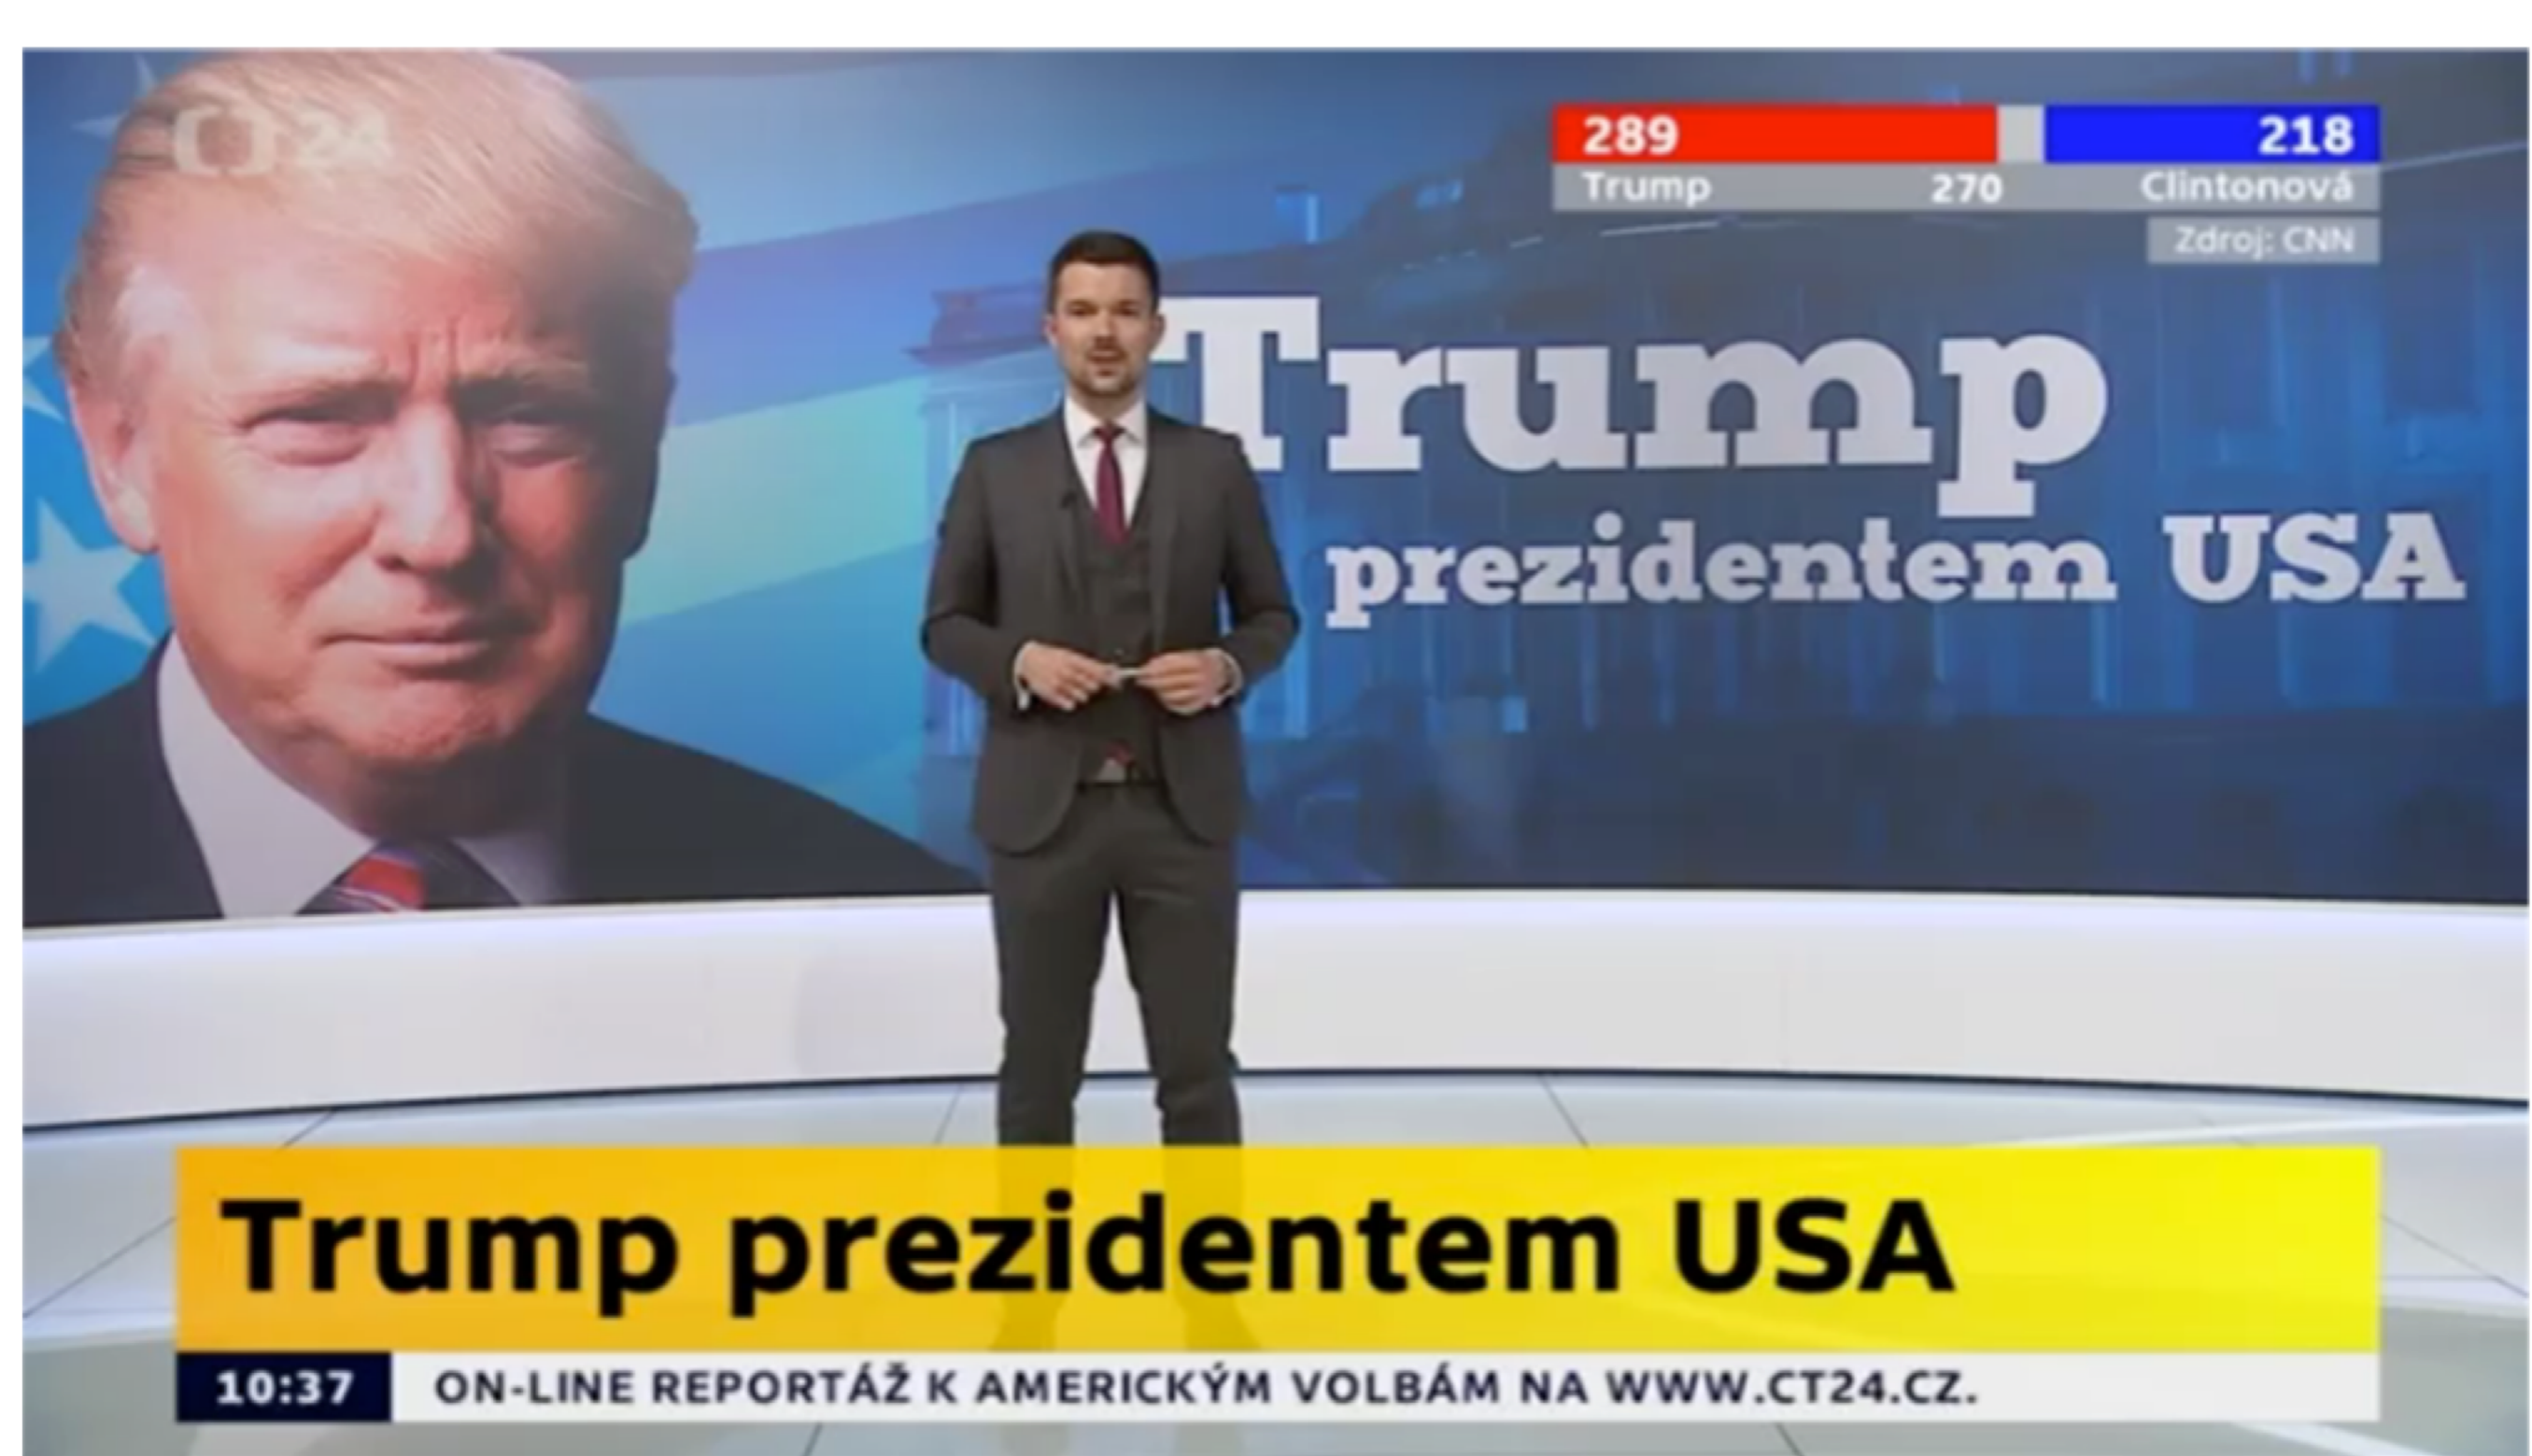 ČT24
289 218
Trump 270 Clintonová
Zdroj: CNN
Trump
prezidentem USA
Trump prezidentem USA
10:37 ON-LINE REPORTÁŽ K AMERICKÝM VOLBÁM NA WWW.CT24.CZ.